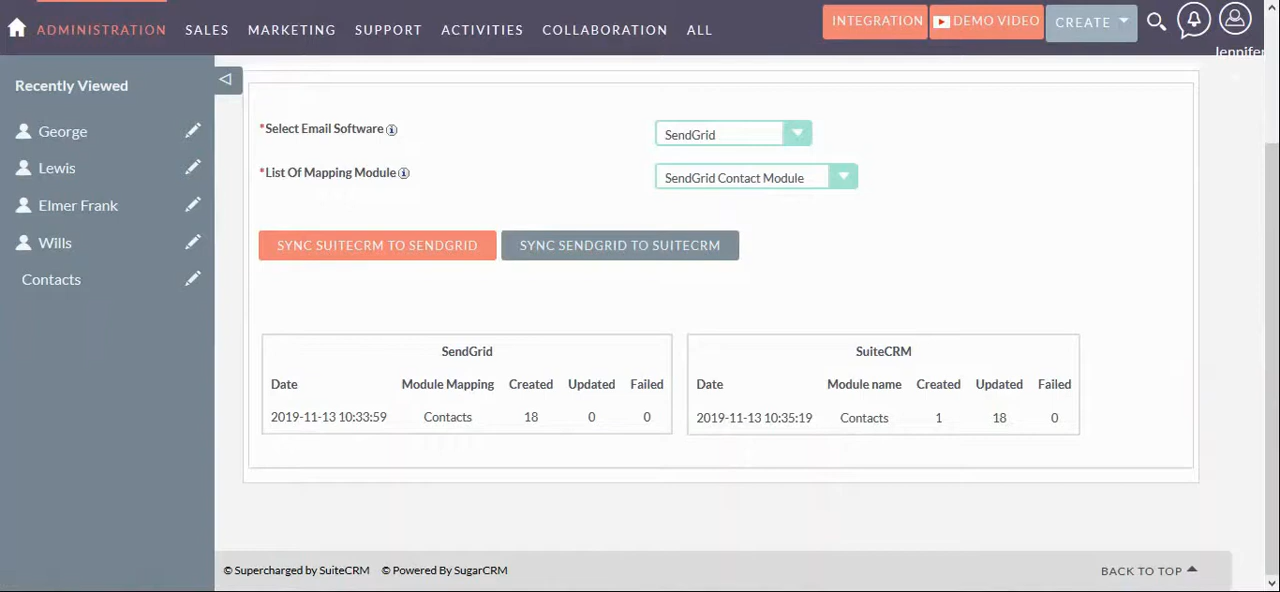 ADMINISTRATION SALES MARKETING SUPPORT ACTIVITIES COLLABORATION ALL INTEGRATION DEMO VIDEO CREATE
Jennifer
Recently Viewed
George
Lewis
Elmer Frank
Wills
Contacts
*Select Email Software
SendGrid
*List Of Mapping Module
SendGrid Contact Module
SYNC SUITECRM TO SENDGRID SYNC SENDGRID TO SUITECRM
SendGrid
Date Module Mapping Created Updated Failed
2019-11-13 10:33:59 Contacts 18 0 0
SuiteCRM
Date Module name Created Updated Failed
2019-11-13 10:35:19 Contacts 1 18 0
© Supercharged by SuiteCRM © Powered By SugarCRM BACK TO TOP